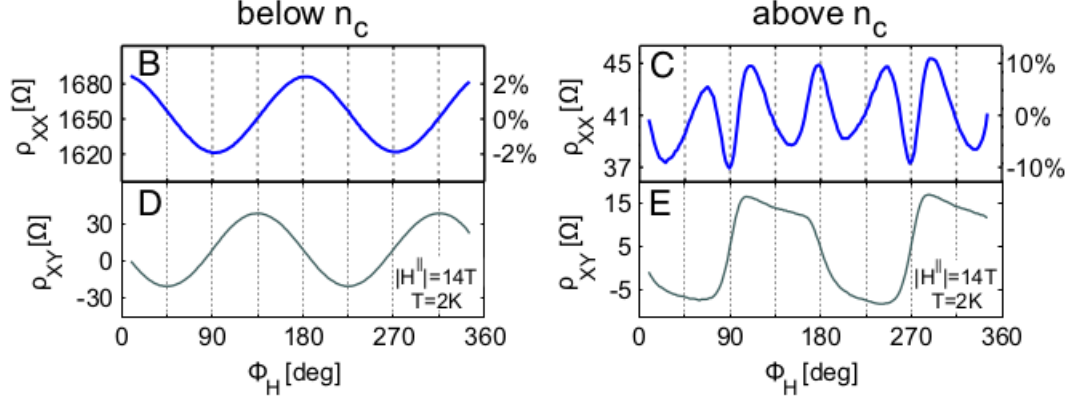 below n_c
above n_c
B
1680
1650
1620
ρ_XX [Ω]
2%
0%
-2%
C
45
41
37
ρ_XX [Ω]
10%
0%
-10%
D
30
0
-30
ρ_XY [Ω]
|H^||| = 14T
T=2K
E
15
5
-5
ρ_XY [Ω]
|H^||| = 14T
T=2K
0 90 180 270 360
Φ_H [deg]
0 90 180 270 360
Φ_H [deg]